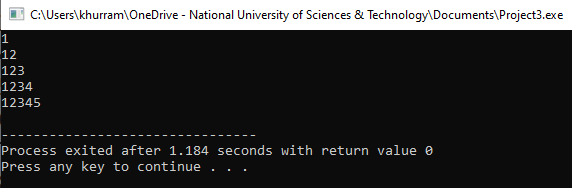 C:\Users\khurram\OneDrive - National University of Sciences & Technology\Documents\Project3.exe
1
12
123
1234
12345
--------------------------------
Process exited after 1.184 seconds with return value 0
Press any key to continue . . .